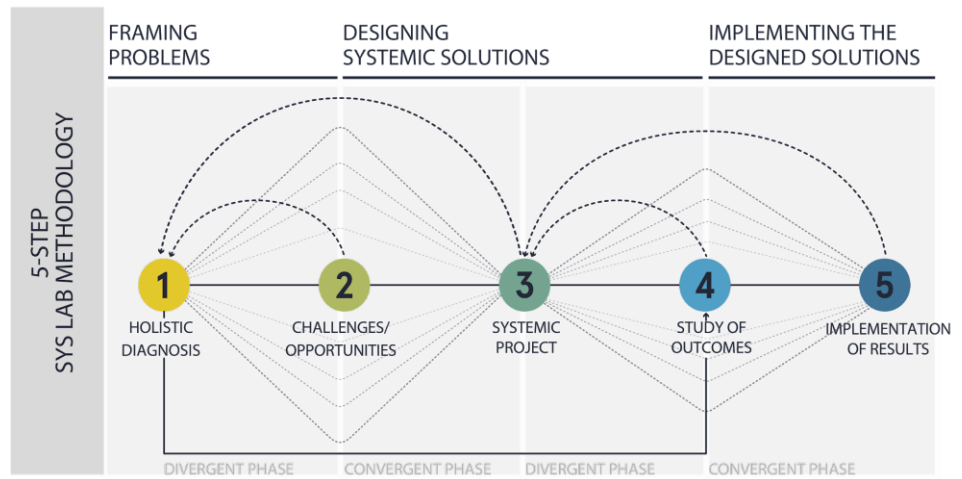 5-STEP
SYS LAB METHODOLOGY
FRAMING
PROBLEMS
DESIGNING
SYSTEMIC SOLUTIONS
IMPLEMENTING THE
DESIGNED SOLUTIONS
1
2
3
4
5
HOLISTIC
DIAGNOSIS
CHALLENGES/
OPPORTUNITIES
SYSTEMIC
PROJECT
STUDY OF
OUTCOMES
IMPLEMENTATION
OF RESULTS
DIVERGENT PHASE
CONVERGENT PHASE
DIVERGENT PHASE
CONVERGENT PHASE